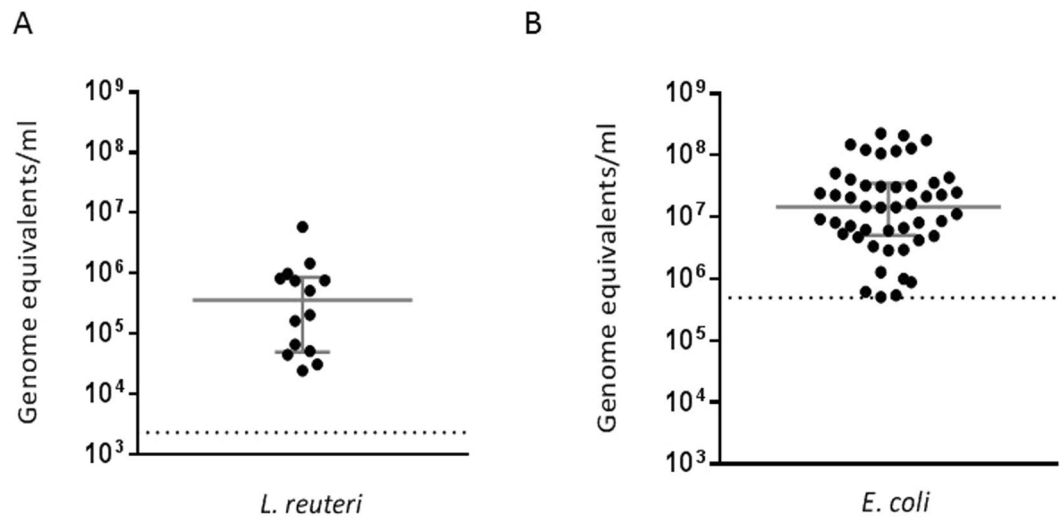 A
B
Genome equivalents/ml
10⁹
10⁸
10⁷
10⁶
10⁵
10⁴
10³
L. reuteri
Genome equivalents/ml
10⁹
10⁸
10⁷
10⁶
10⁵
10⁴
10³
E. coli